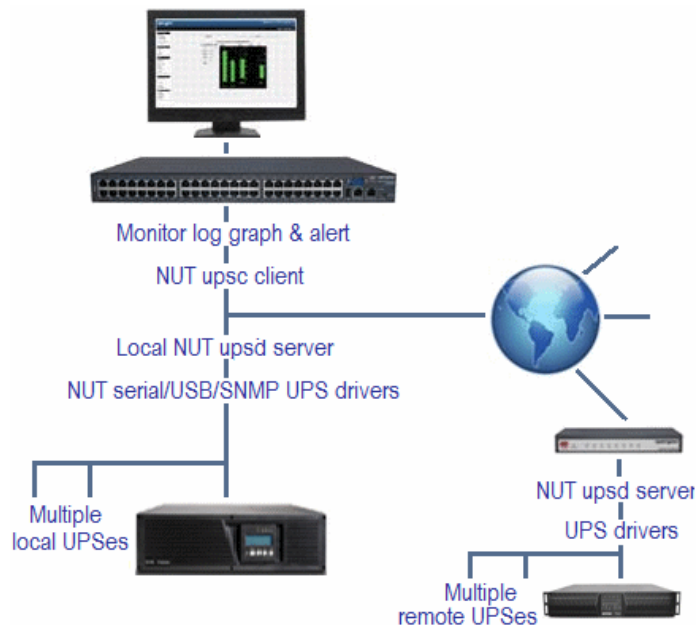 Monitor log graph & alert
NUT upsc client
Local NUT upsd server
NUT serial/USB/SNMP UPS drivers
Multiple
local UPSes
NUT upsd server
UPS drivers
Multiple
remote UPSes